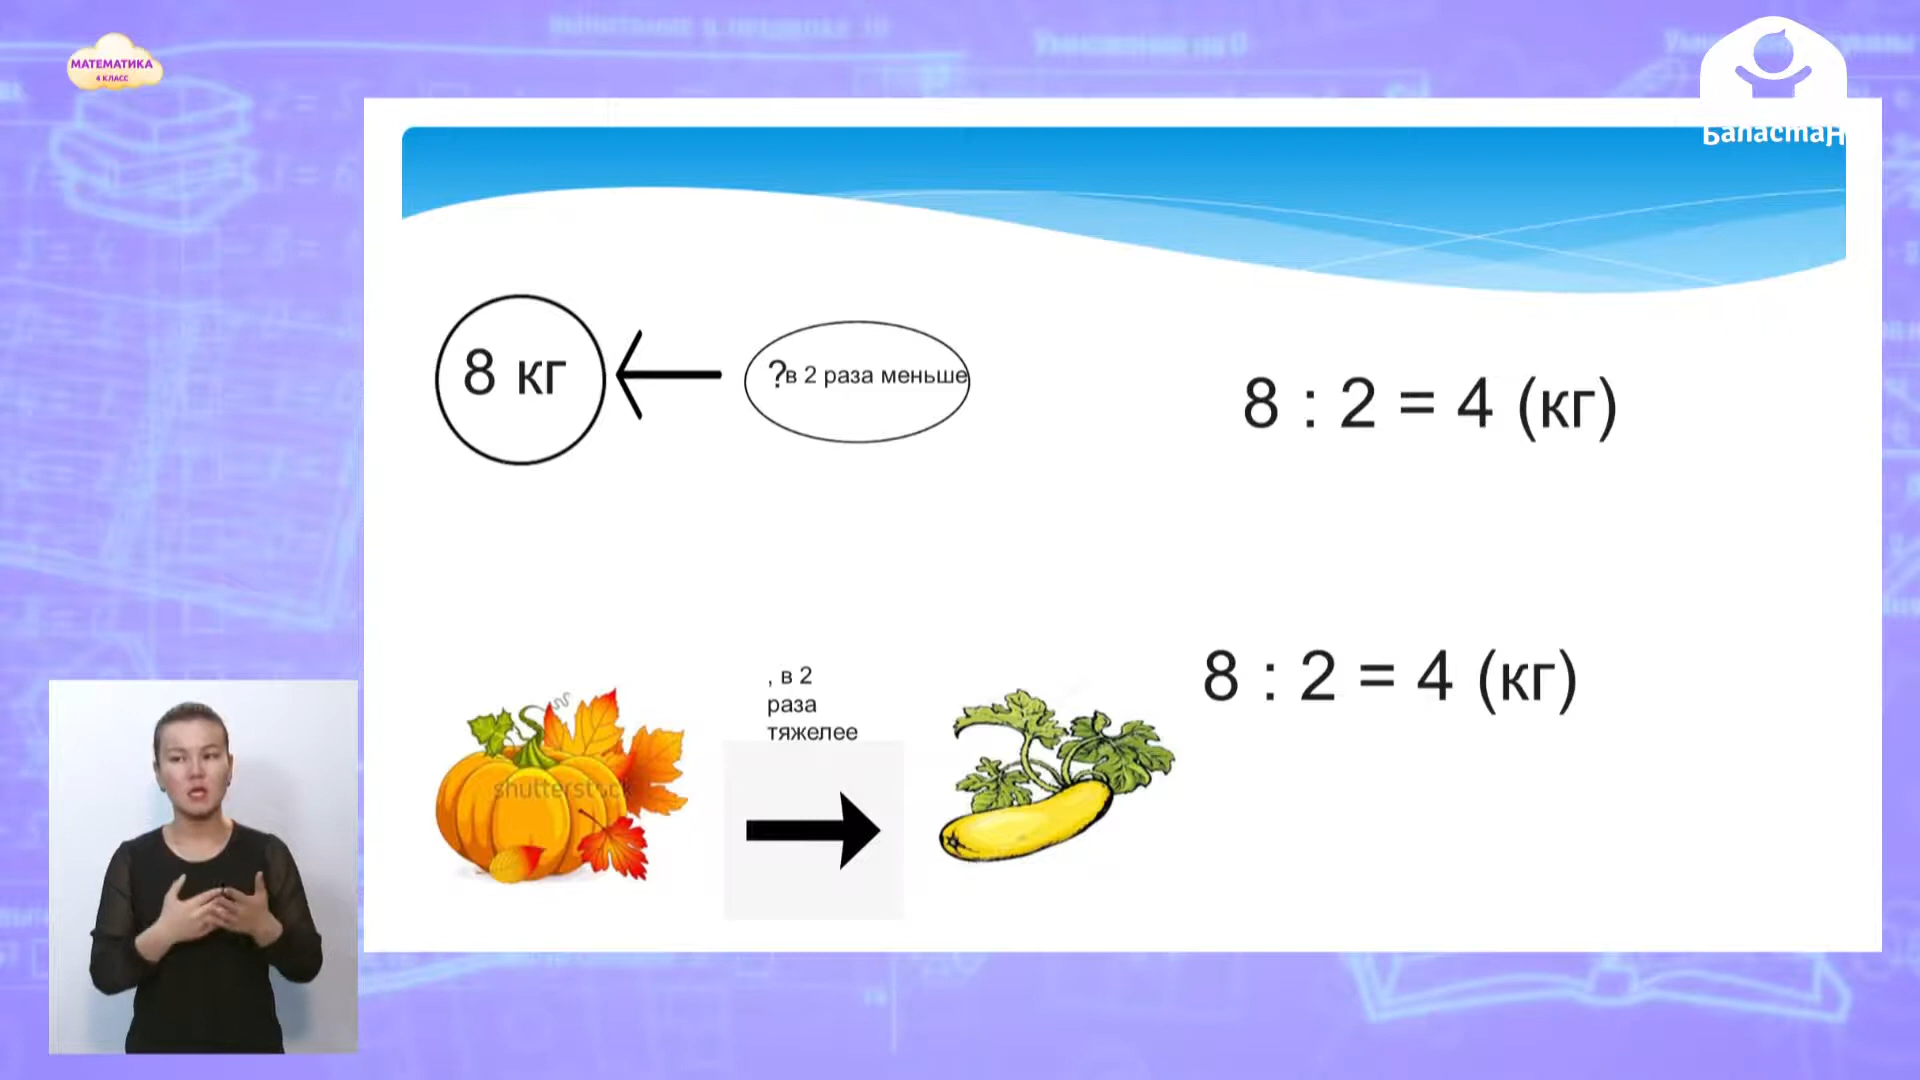 МАТЕМАТИКА
4 КЛАСС
Баластан
8 кг
?в 2 раза меньше
8 : 2 = 4 (кг)
, в 2
раза
тяжелее
8 : 2 = 4 (кг)
shutterstock